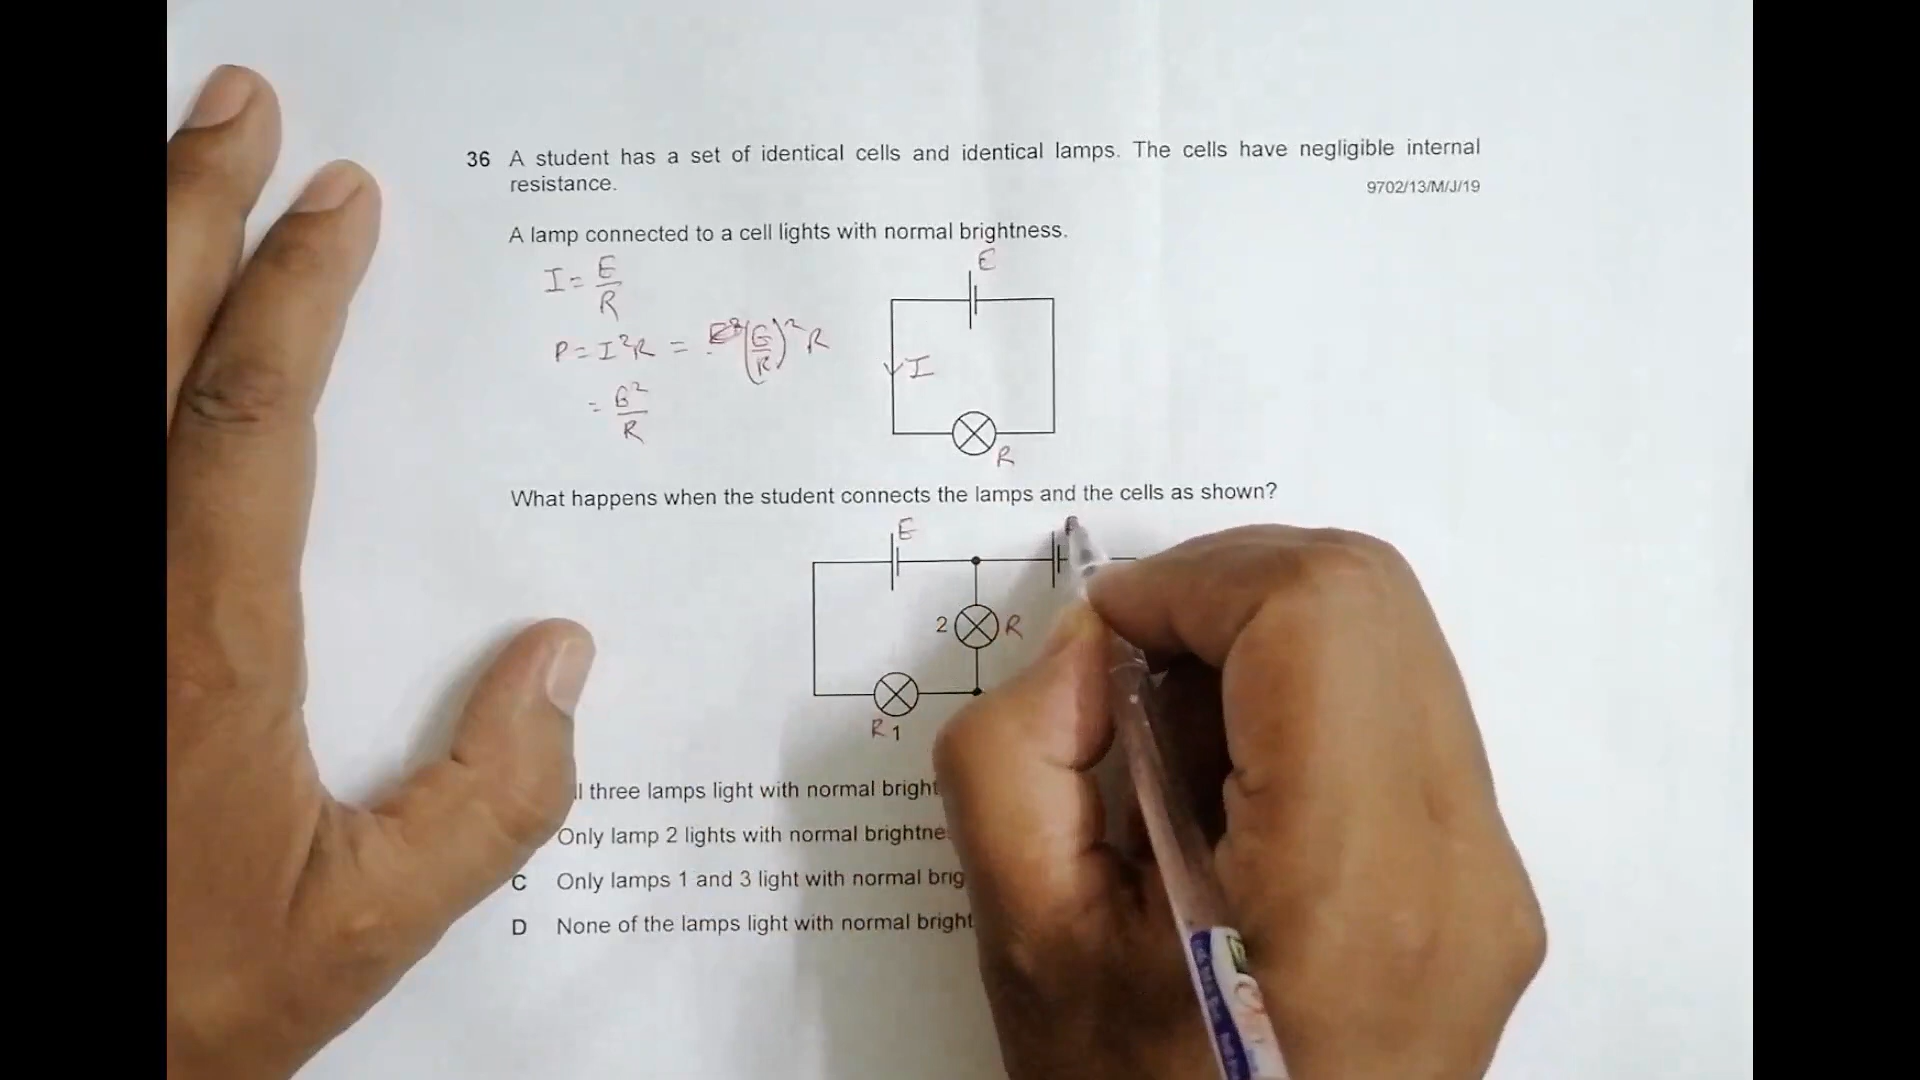 36 A student has a set of identical cells and identical lamps. The cells have negligible internal
resistance.
9702/13/M/J/19
A lamp connected to a cell lights with normal brightness.
E
I = E/R
P = I²R = (E/R)² R
I
= E²/R
R
What happens when the student connects the lamps and the cells as shown?
E
2 R
R 1
three lamps light with normal bright
Only lamp 2 lights with normal brightne
C Only lamps 1 and 3 light with normal brig
D None of the lamps light with normal bright